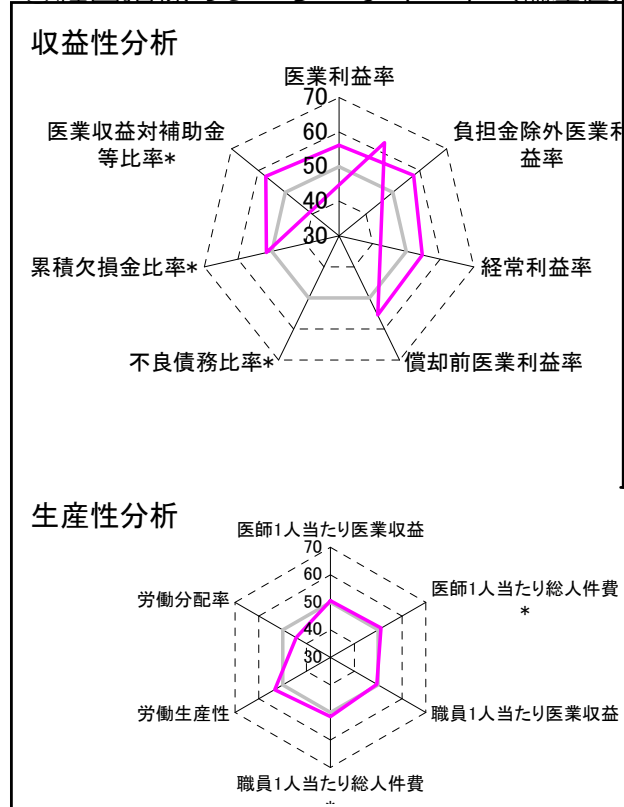 収益性分析
医業利益率
70
60
50
40
30
医業収益対補助金
等比率*
負担金除外医業利
益率
累積欠損金比率*
経常利益率
不良債務比率*
償却前医業利益率
生産性分析
医師1人当たり医業収益
70
60
50
40
30
労働分配率
医師1人当たり総人件費
*
労働生産性
職員1人当たり医業収益
職員1人当たり総人件費
*